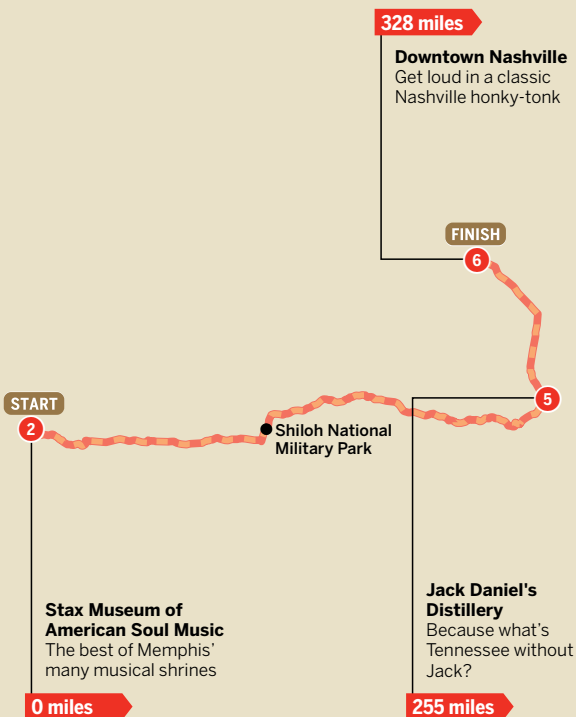 328 miles
Downtown Nashville
Get loud in a classic
Nashville honky-tonk
FINISH
6
START
2
5
Shiloh National
Military Park
Stax Museum of
American Soul Music
The best of Memphis’
many musical shrines
0 miles
Jack Daniel's
Distillery
Because what’s
Tennessee without
Jack?
255 miles